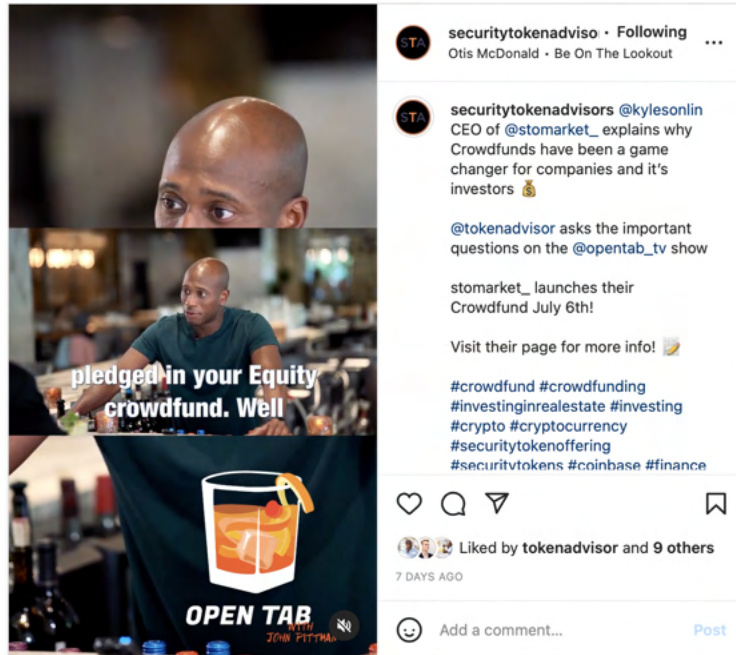 pledged in your Equity
crowdfund. Well
OPEN TAB
WITH
JOHN PITTMAN
STA
securitytokenadviso • Following
Otis McDonald • Be On The Lookout
STA
securitytokenadvisors @kylesonlin
CEO of @stomarket_ explains why
Crowdfunds have been a game
changer for companies and it's
investors 💰
@tokenadvisor asks the important
questions on the @opentab_tv show
stomarket_ launches their
Crowdfund July 6th!
Visit their page for more info! 📝
#crowdfund #crowdfunding
#investinginrealestate #investing
#crypto #cryptocurrency
#securitytokenoffering
#securitytokens #coinbase #finance
Liked by tokenadvisor and 9 others
7 DAYS AGO
Add a comment...
Post